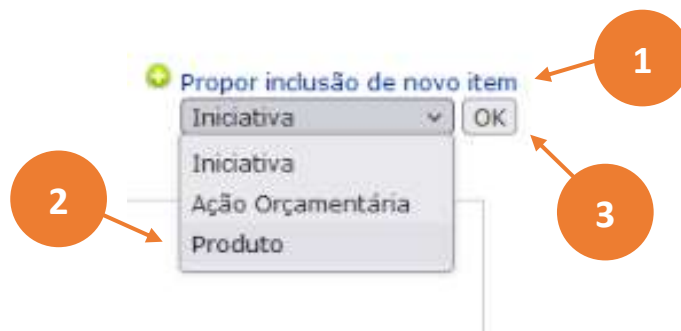 1
Propor inclusão de novo item
Iniciativa OK
Iniciativa
2 Ação Orçamentária 3
Produto